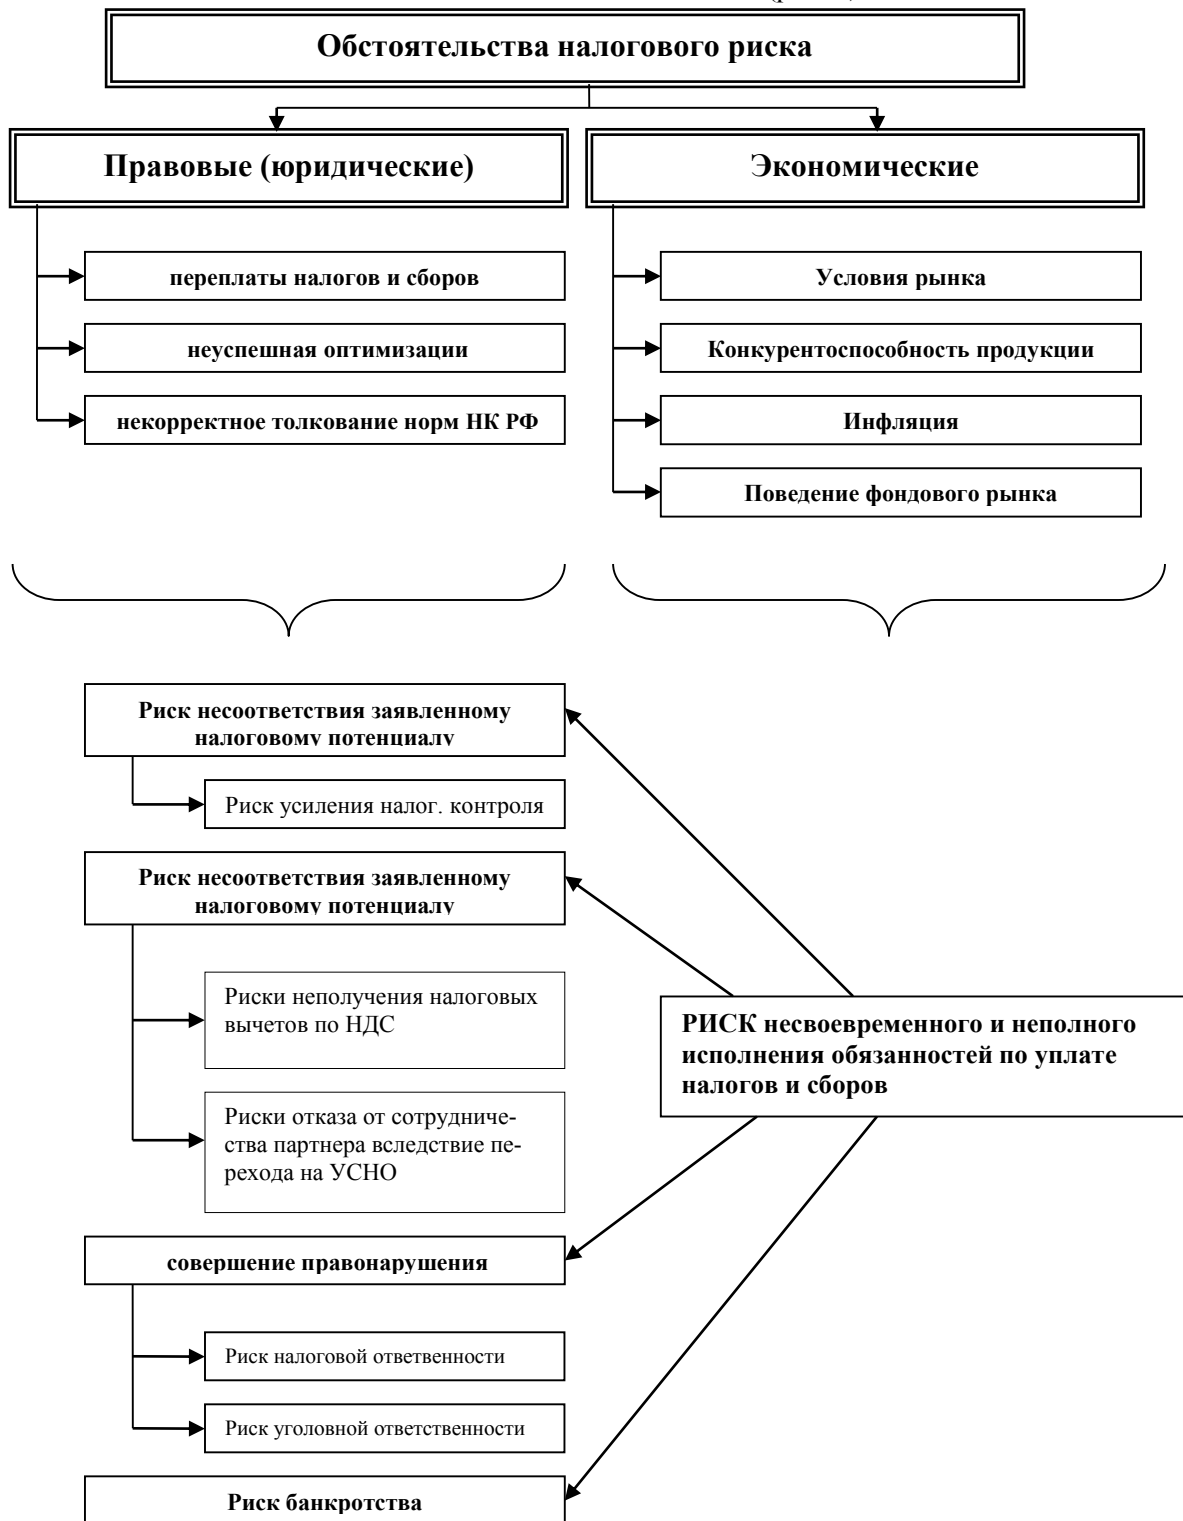 Обстоятельства налогового риска
Правовые (юридические)
Экономические
переплаты налогов и сборов
неуспешная оптимизации
некорректное толкование норм НК РФ
Условия рынка
Конкурентоспособность продукции
Инфляция
Поведение фондового рынка
Риск несоответствия заявленному
налоговому потенциалу
Риск усиления налог. контроля
Риск несоответствия заявленному
налоговому потенциалу
Риски неполучения налоговых
вычетов по НДС
Риски отказа от сотрудниче-
ства партнера вследствие пе-
рехода на УСНО
РИСК несвоевременного и неполного
исполнения обязанностей по уплате
налогов и сборов
совершение правонарушения
Риск налоговой ответвенности
Риск уголовной ответственности
Риск банкротства